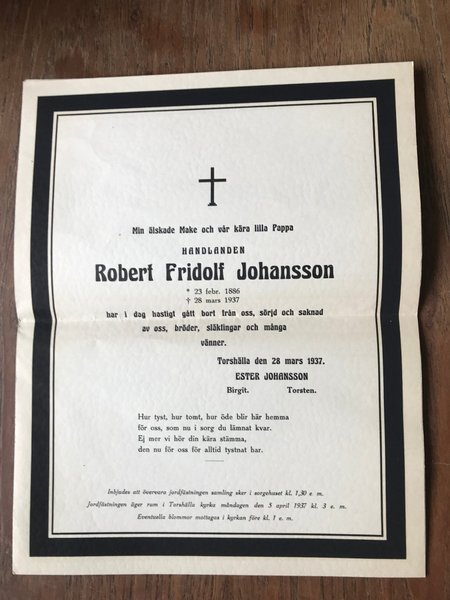 Min älskade Make och vår kära lilla Pappa
HANDLANDEN
Robert Fridolf Johansson
* 23 febr. 1886
† 28 mars 1937
har i dag hastigt gått bort från oss, sörjd och saknad
av oss, bröder, släktingar och många
vänner.
Torshälla den 28 mars 1937.
ESTER JOHANSSON
Birgit. Torsten.
Hur tyst, hur tomt, hur öde blir här hemma
för oss, som nu i sorg du lämnat kvar.
Ej mer vi hör din kära stämma,
den nu för oss för alltid tystnat har.
Inbjudes att övervara jordfästningen samling sker i sorgehuset kl. 1,30 e. m.
Jordfästningen äger rum i Torshälla kyrka måndagen den 5 april 1937 kl. 3 e. m.
Eventuella blommor mottagas i kyrkan före kl. 1 e. m.